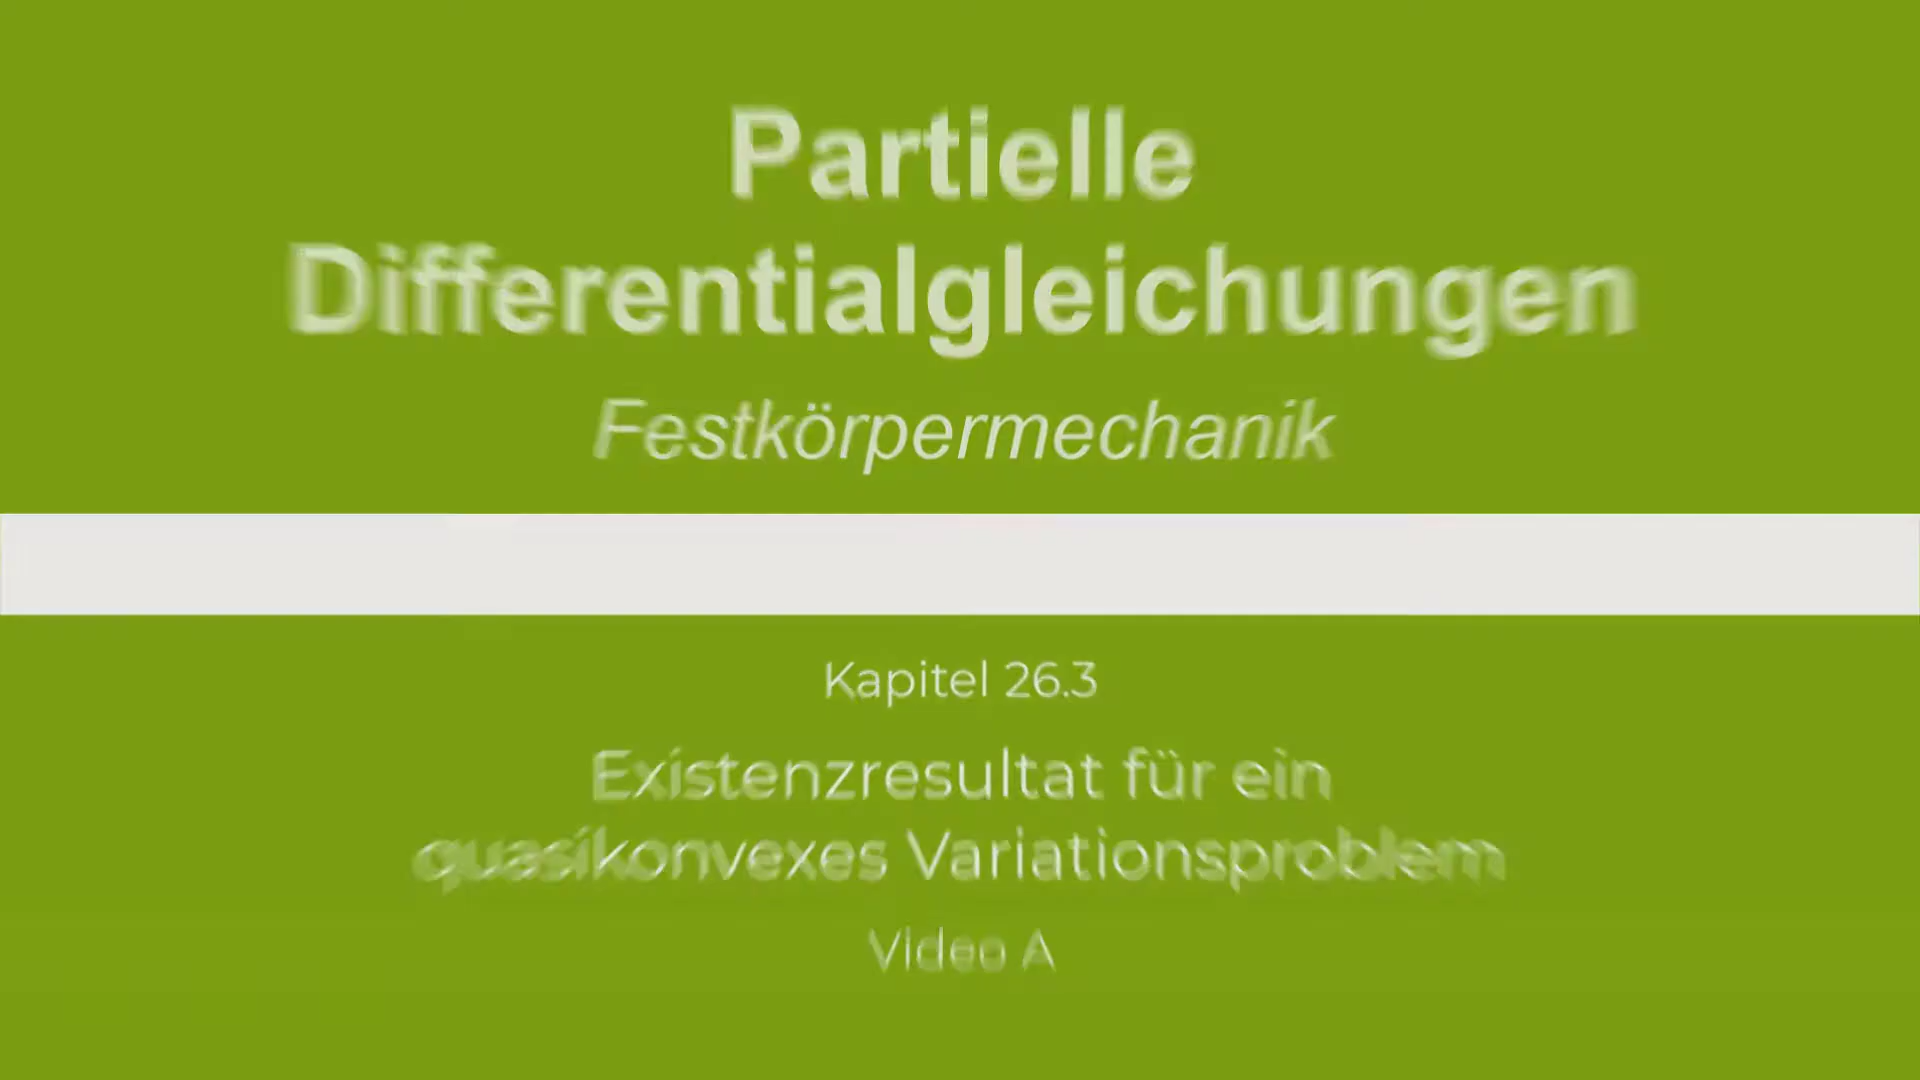 Partielle
Differentialgleichungen
Festkörpermechanik
Kapitel 26.3
Existenzresultat für ein
quasikonvexes Variationsproblem
Video A